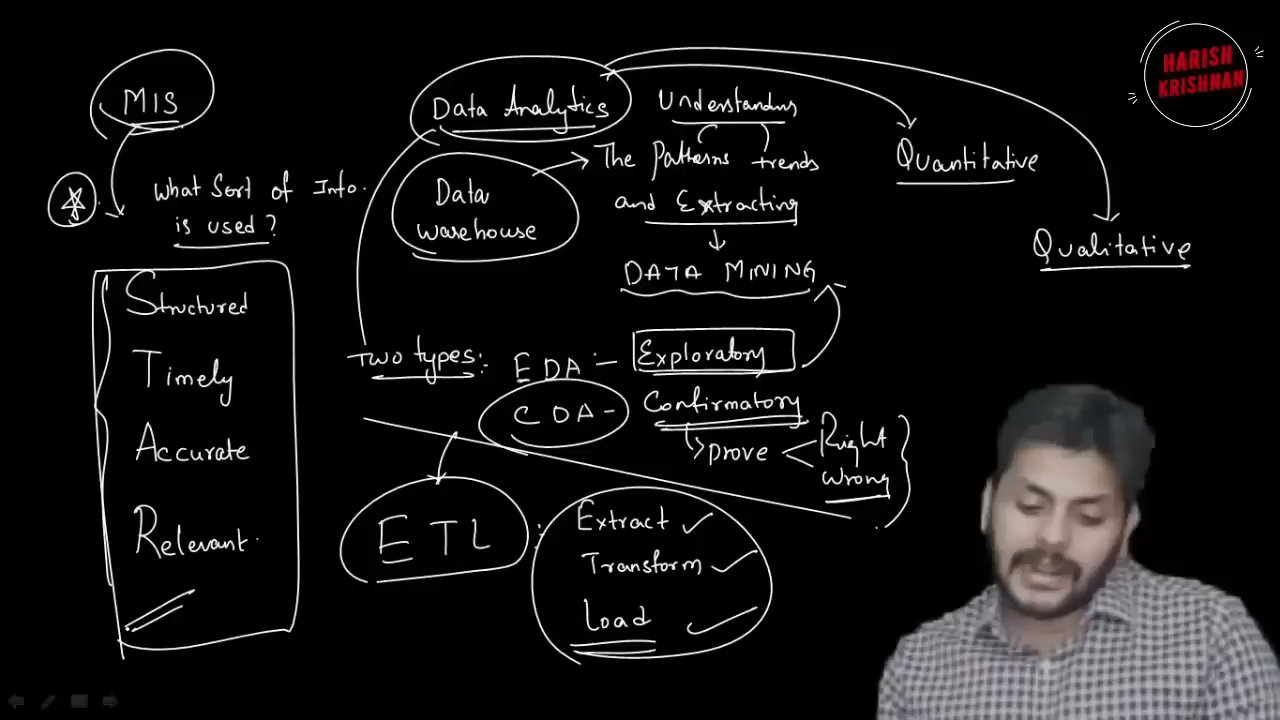 MIS
What Sort of Info.
is used?
Structured
Timely
Accurate
Relevant.
Data Analytics
Data
warehouse
Understanding
The patterns trends
and Extracting
DATA MINING
Quantitative
Qualitative
Two types:-
EDA:- Exploratory
CDA- Confirmatory
prove
Right
Wrong
ETL :
Extract
Transform
Load
HARISH
KRISHNAN